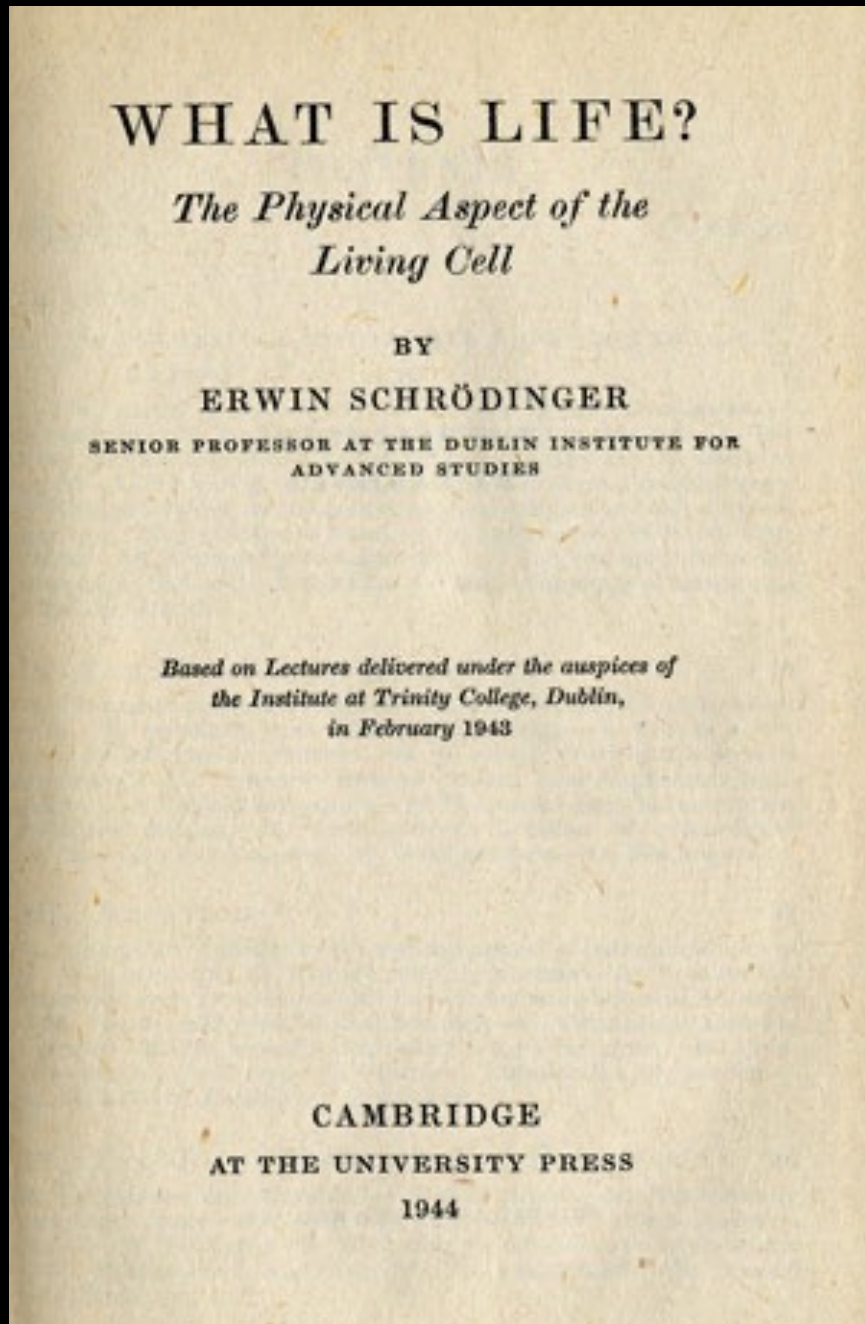 WHAT IS LIFE?
The Physical Aspect of the
Living Cell
BY
ERWIN SCHRÖDINGER
SENIOR PROFESSOR AT THE DUBLIN INSTITUTE FOR
ADVANCED STUDIES
Based on Lectures delivered under the auspices of
the Institute at Trinity College, Dublin,
in February 1943
CAMBRIDGE
AT THE UNIVERSITY PRESS
1944